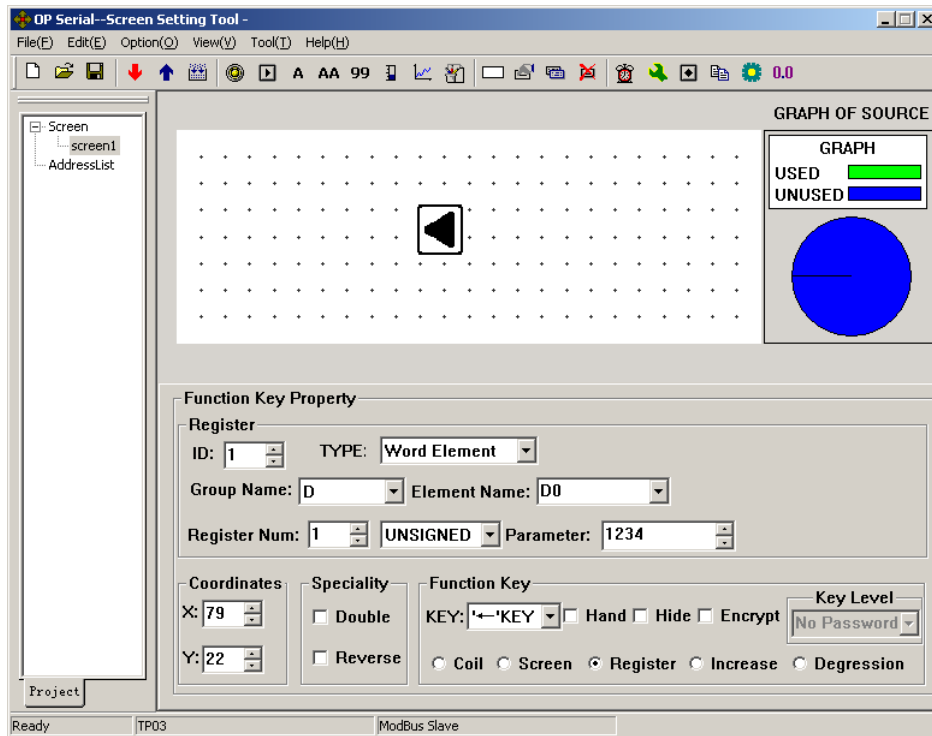 OP Serial--Screen Setting Tool -
File(F) Edit(E) Option(O) View(V) Tool(T) Help(H)
A AA 99 0.0
Screen
screen1
AddressList
GRAPH OF SOURCE
GRAPH
USED
UNUSED
Function Key Property
Register
ID: 1 TYPE: Word Element
Group Name: D Element Name: D0
Register Num: 1 UNSIGNED Parameter: 1234
Coordinates Speciality Function Key
X: 79 Double KEY: '←'KEY Hand Hide Encrypt Key Level
No Password
Y: 22 Reverse Coil Screen Register Increase Degression
Project
Ready TP03 ModBus Slave